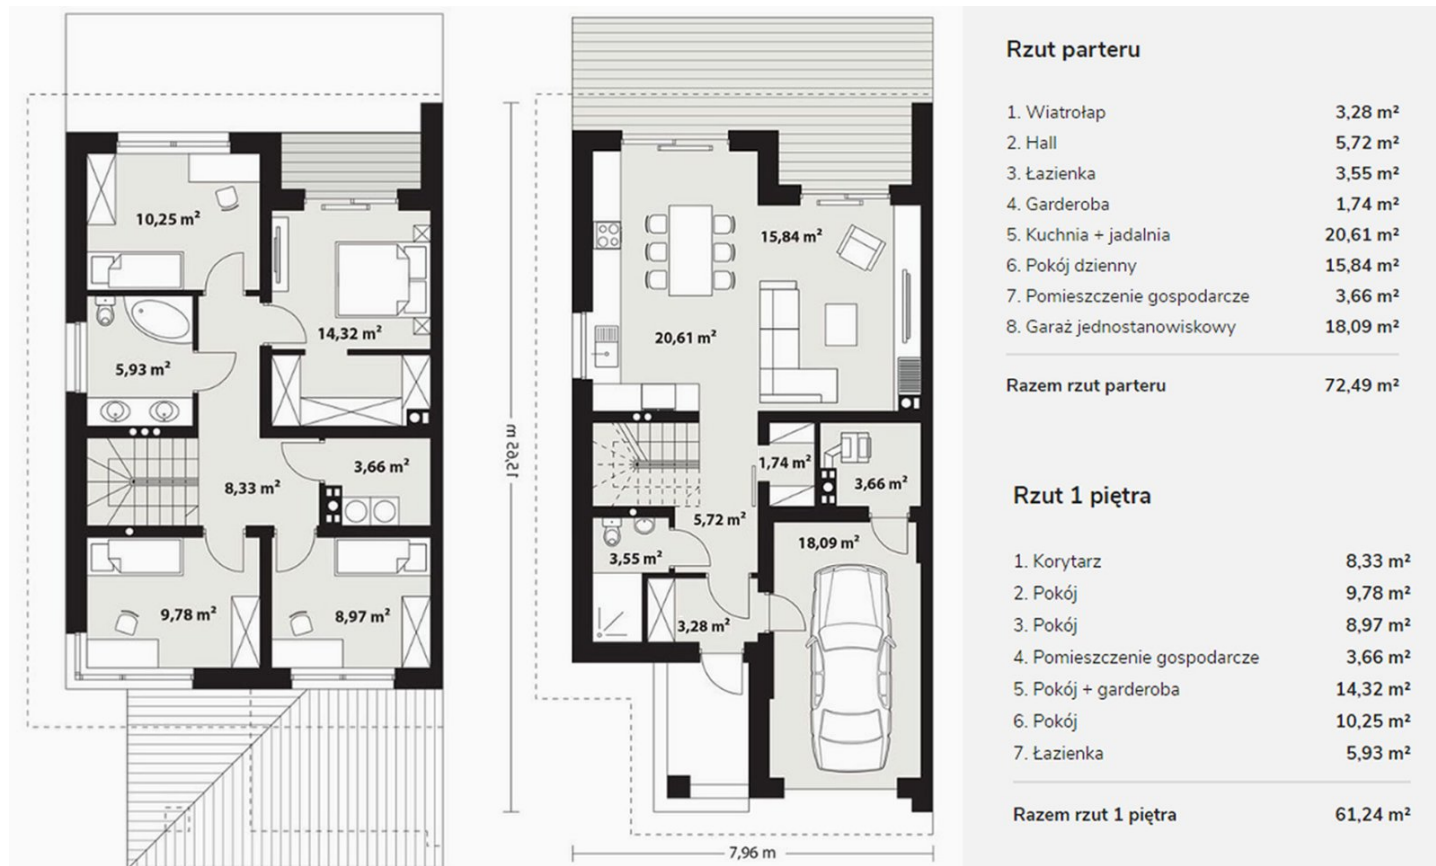 10,25 m²
14,32 m²
5,93 m²
3,66 m²
8,33 m²
9,78 m²
8,97 m²
15,65 m
15,84 m²
20,61 m²
1,74 m²
3,66 m²
5,72 m²
3,55 m²
18,09 m²
3,28 m²
7,96 m
Rzut parteru
1. Wiatrołap 3,28 m²
2. Hall 5,72 m²
3. Łazienka 3,55 m²
4. Garderoba 1,74 m²
5. Kuchnia + jadalnia 20,61 m²
6. Pokój dzienny 15,84 m²
7. Pomieszczenie gospodarcze 3,66 m²
8. Garaż jednostanowiskowy 18,09 m²
Razem rzut parteru 72,49 m²
Rzut 1 piętra
1. Korytarz 8,33 m²
2. Pokój 9,78 m²
3. Pokój 8,97 m²
4. Pomieszczenie gospodarcze 3,66 m²
5. Pokój + garderoba 14,32 m²
6. Pokój 10,25 m²
7. Łazienka 5,93 m²
Razem rzut 1 piętra 61,24 m²